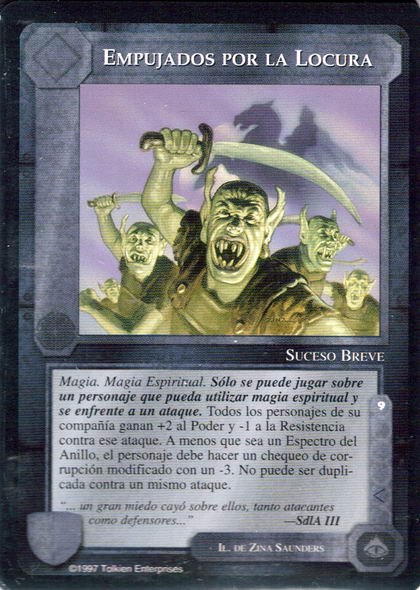 EMPUJADOS POR LA LOCURA
SUCESO BREVE
Magia. Magia Espiritual. Sólo se puede jugar sobre
un personaje que pueda utilizar magia espiritual y
se enfrente a un ataque. Todos los personajes de su
compañía ganan +2 al Poder y -1 a la Resistencia
contra ese ataque. A menos que sea un Espectro del
Anillo, el personaje debe hacer un chequeo de cor-
rupción modificado con un -3. No puede ser dupli-
cada contra un mismo ataque.
9
"... un gran miedo cayó sobre ellos, tanto atacantes
como defensores..." —SdlA III
IL. DE ZINA SAUNDERS
©1997 Tolkien Enterprises